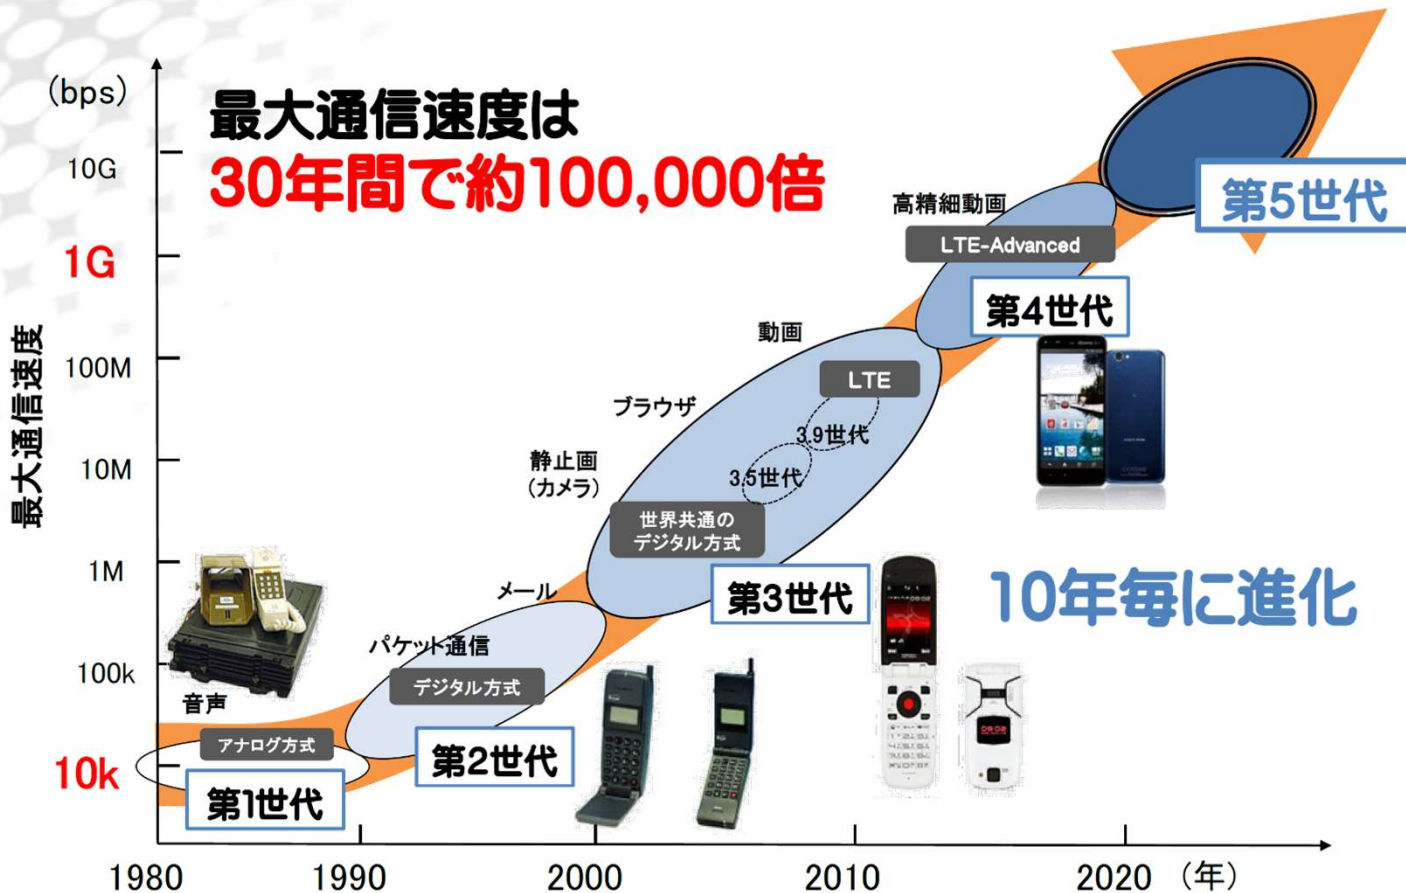 (bps)
最大通信速度は
30年間で約100,000倍
10G
1G
100M
10M
1M
100k
10k
最大通信速度
高精細動画
LTE-Advanced
第5世代
第4世代
動画
LTE
ブラウザ
3.9世代
静止画
(カメラ)
3.5世代
世界共通の
デジタル方式
第3世代
10年毎に進化
メール
パケット通信
デジタル方式
第2世代
音声
アナログ方式
第1世代
1980
1990
2000
2010
2020
(年)